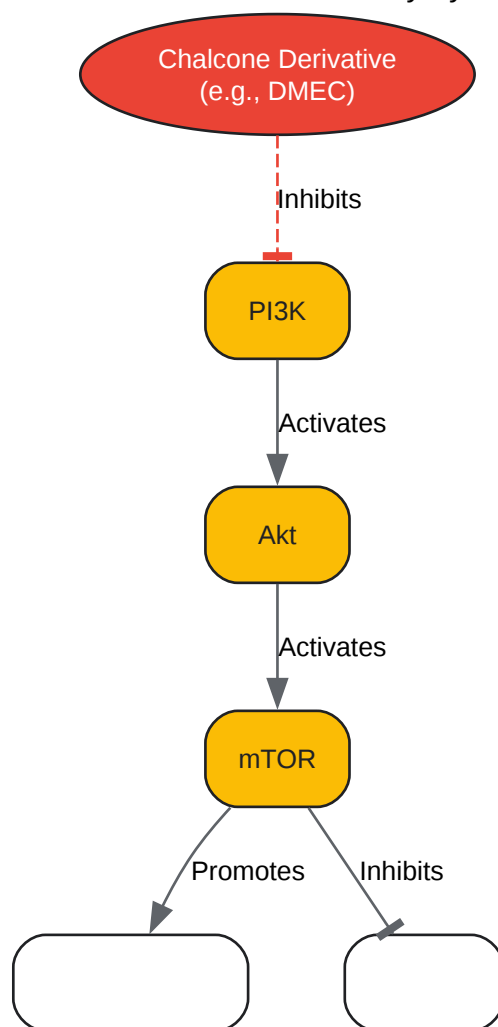 Chalcone Derivative
(e.g., DMEC)
Inhibits
PI3K
Activates
Akt
Activates
mTOR
Promotes
Inhibits